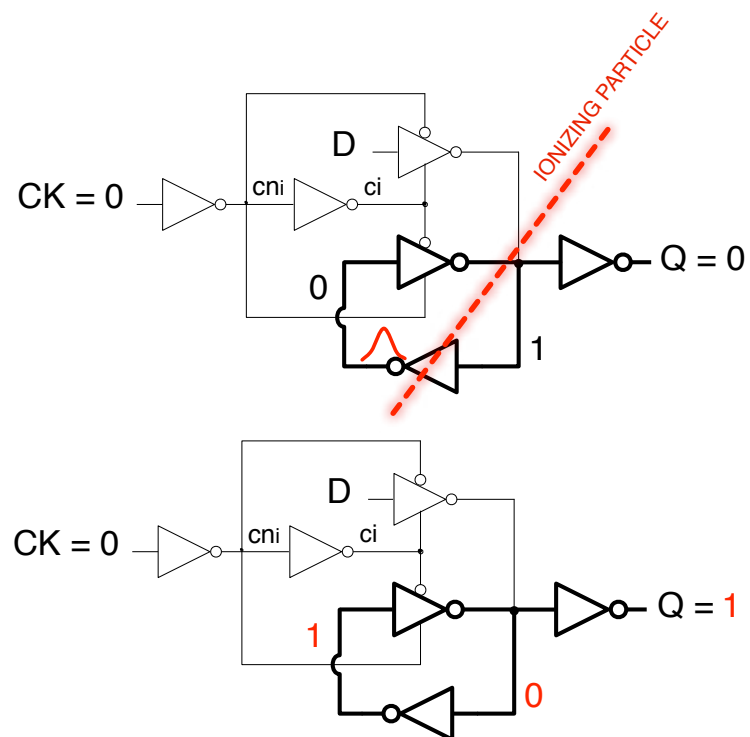 IONIZING PARTICLE
D
CK = 0
cni
ci
0
Q = 0
1
D
CK = 0
cni
ci
1
Q = 1
0